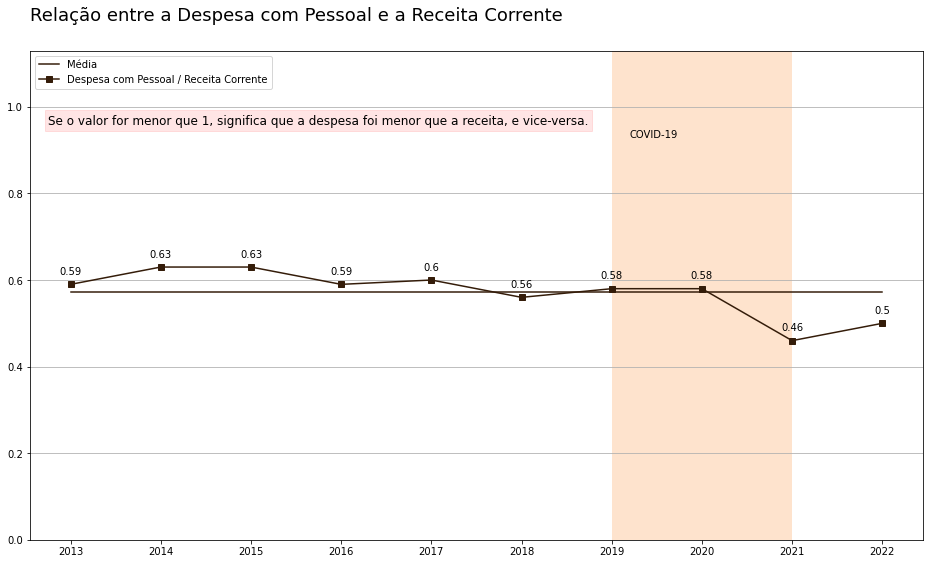 Relação entre a Despesa com Pessoal e a Receita Corrente
Média
Despesa com Pessoal / Receita Corrente
1.0
Se o valor for menor que 1, significa que a despesa foi menor que a receita, e vice-versa.
COVID-19
0.8
0.59
0.63
0.63
0.59
0.6
0.56
0.58
0.58
0.46
0.5
0.6
0.4
0.2
0.0
2013 2014 2015 2016 2017 2018 2019 2020 2021 2022